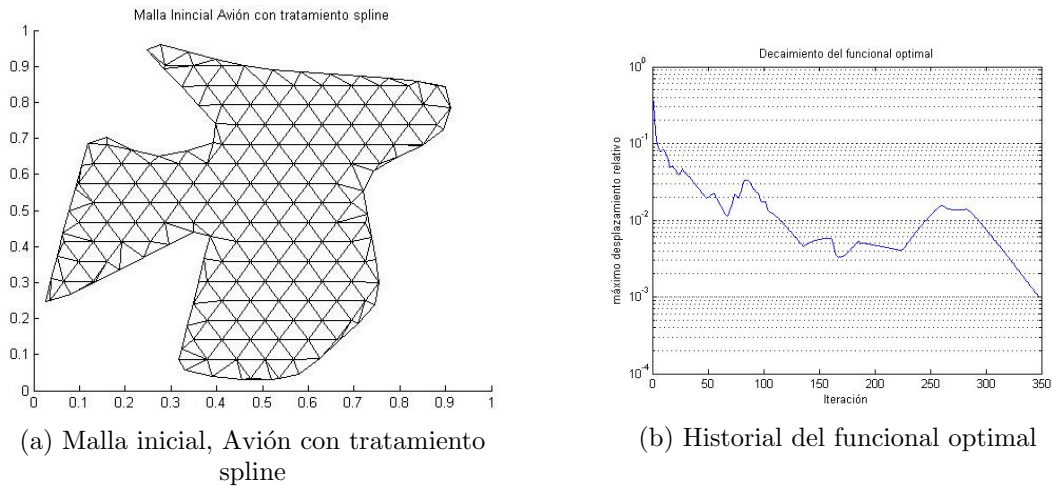 Malla Inincial Avión con tratamiento spline
1
0.9
0.8
0.7
0.6
0.5
0.4
0.3
0.2
0.1
0
0 0.1 0.2 0.3 0.4 0.5 0.6 0.7 0.8 0.9 1
(a) Malla inicial, Avión con tratamiento
spline
Decaimiento del funcional optimal
máximo desplazamiento relativo
10^0
10^-1
10^-2
10^-3
10^-4
0 50 100 150 200 250 300 350
Iteración
(b) Historial del funcional optimal